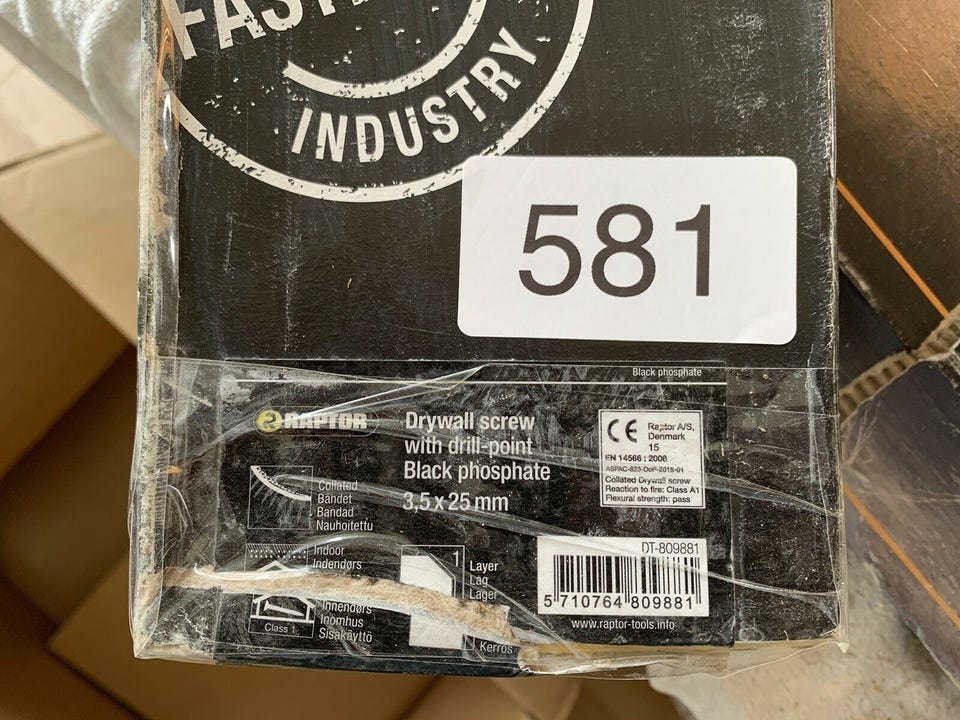 FAST
INDUSTRY
581
Black phosphate
2 RAPTOR
Drywall screw
with drill-point
Black phosphate
3,5 x 25 mm
CE
Raptor A/S,
Denmark
15
EN 14566 : 2008
ASPAC-823-DoP-2015-01
Collated Drywall screw
Reaction to fire: Class A1
Flexural strength: pass
Collated
Bandet
Bandad
Nauhoitettu
Indoor
Indendørs
Innendørs
Inomhus
Sisäkäyttö
Class 1
1
Layer
Lag
Lager
Kerros
DT-809881
5 710764 809881
www.raptor-tools.info